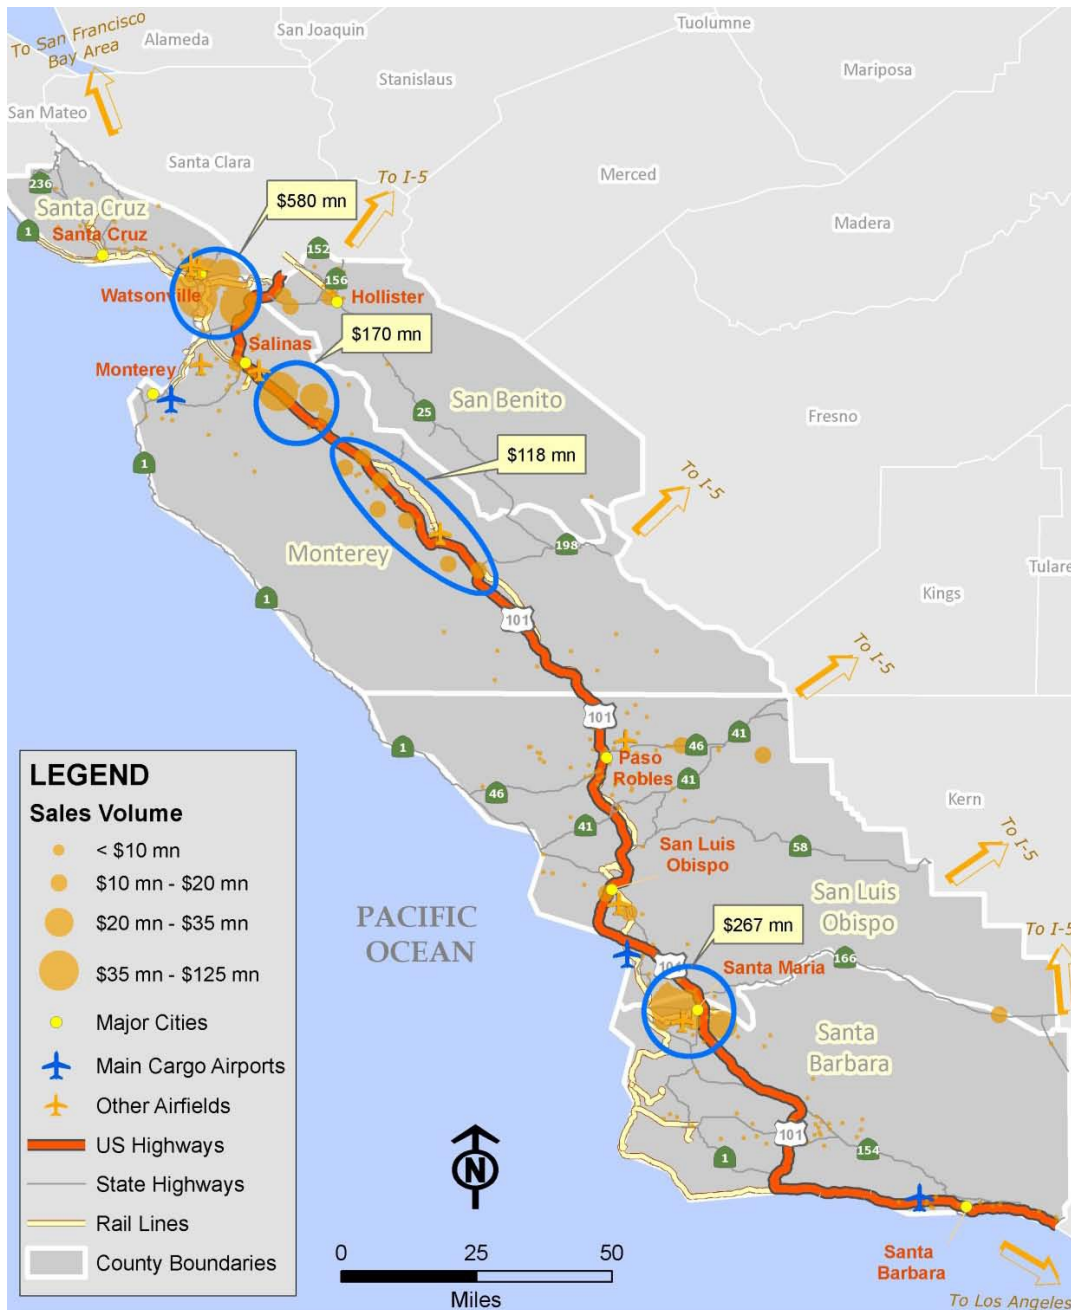 To San Francisco
Bay Area
Alameda
San Joaquin
Tuolumne
Stanislaus
Mariposa
San Mateo
Santa Clara
To I-5
Merced
Madera
236
Santa Cruz
1
Santa Cruz
$580 mn
152
156
Watsonville
Hollister
$170 mn
Salinas
Monterey
25
San Benito
Fresno
$118 mn
1
To I-5
Monterey
198
Tulare
Kings
1
101
To I-5
101
1
46
41
Paso
Robles
41
46
41
Kern
58
San Luis
Obispo
To I-5
San Luis
Obispo
PACIFIC
OCEAN
$267 mn
101
Santa Maria
166
To I-5
Santa
Barbara
101
154
1
Santa
Barbara
To Los Angeles
LEGEND
Sales Volume
< $10 mn
$10 mn - $20 mn
$20 mn - $35 mn
$35 mn - $125 mn
Major Cities
Main Cargo Airports
Other Airfields
US Highways
State Highways
Rail Lines
County Boundaries
N
0 25 50
Miles